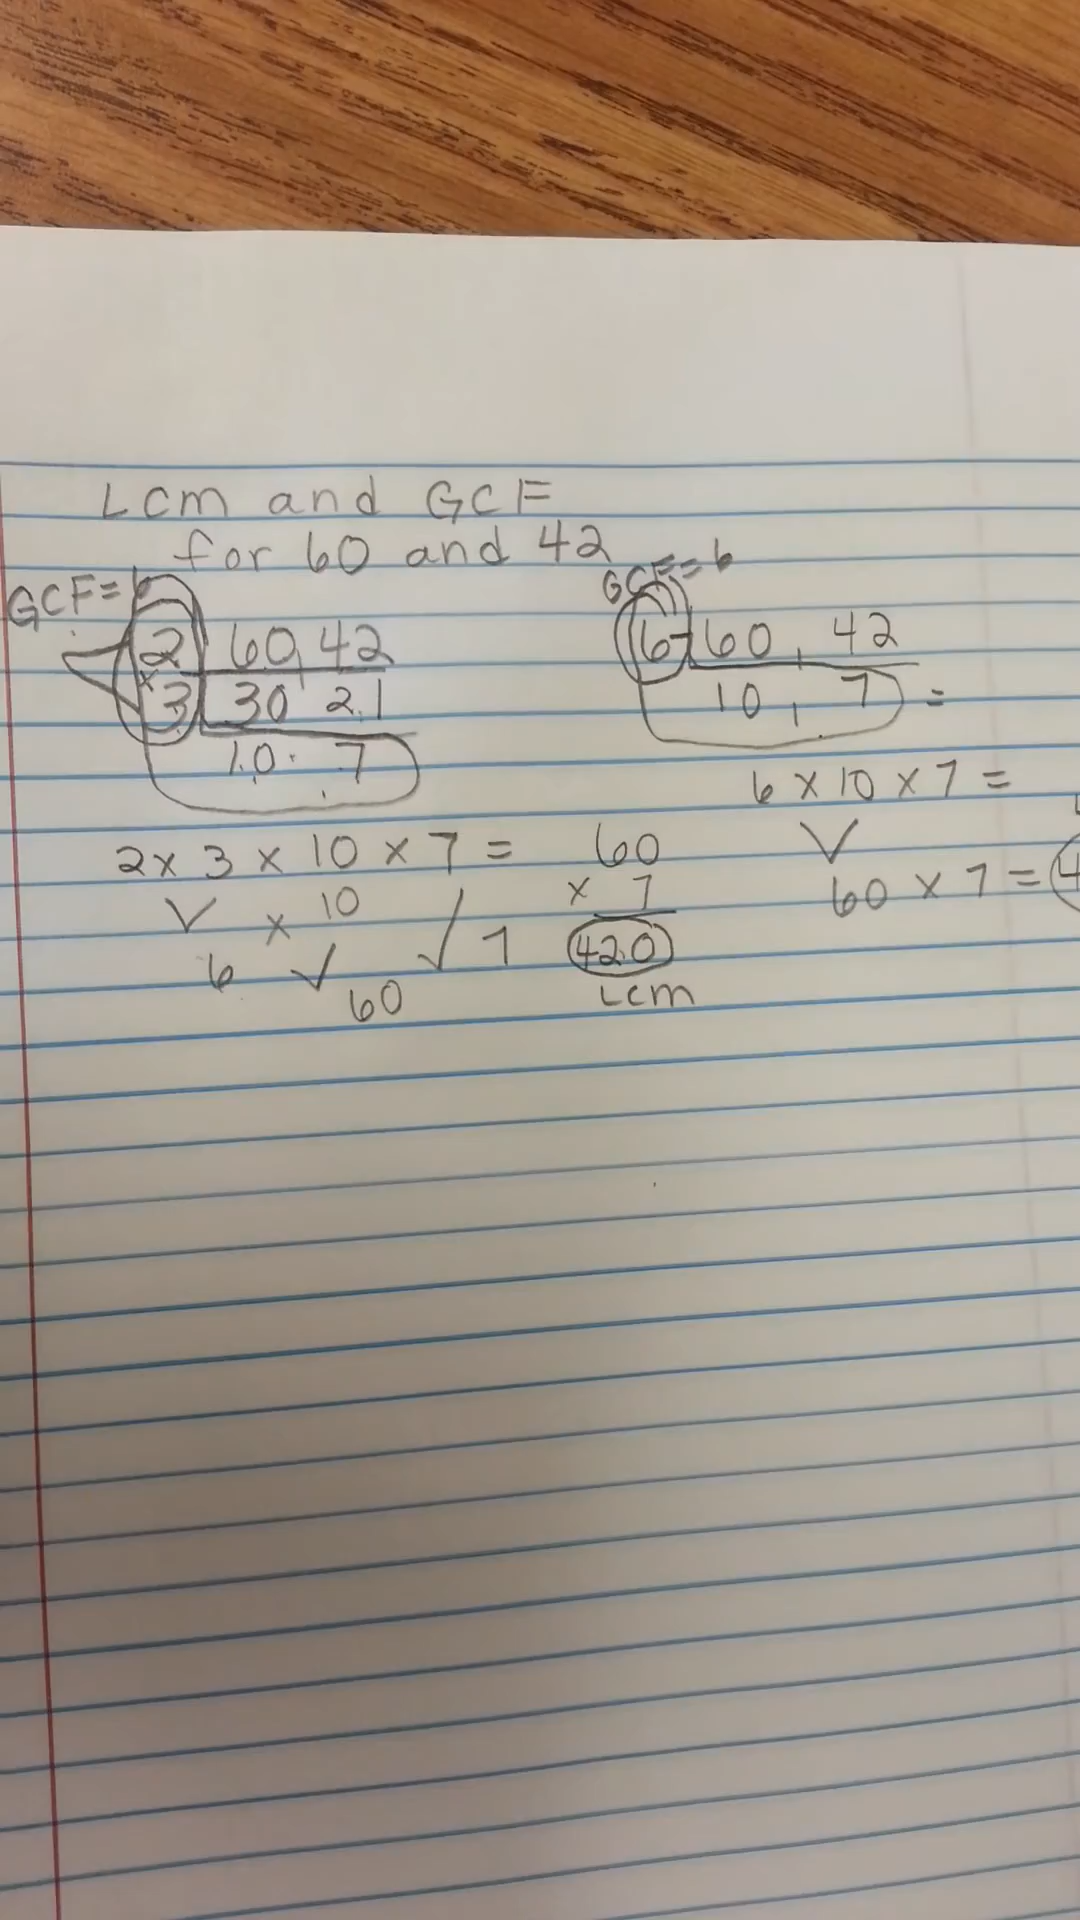 LCM and GCF
for 60 and 42
GCF = 6
2 60, 42
× 3 30 21
10 7
2 × 3 × 10 × 7 =
× 10
6
60
7
60
× 7
420
LCM
GCF = 6
6 60, 42
10, 7 =
6 × 10 × 7 =
60 × 7 = 4